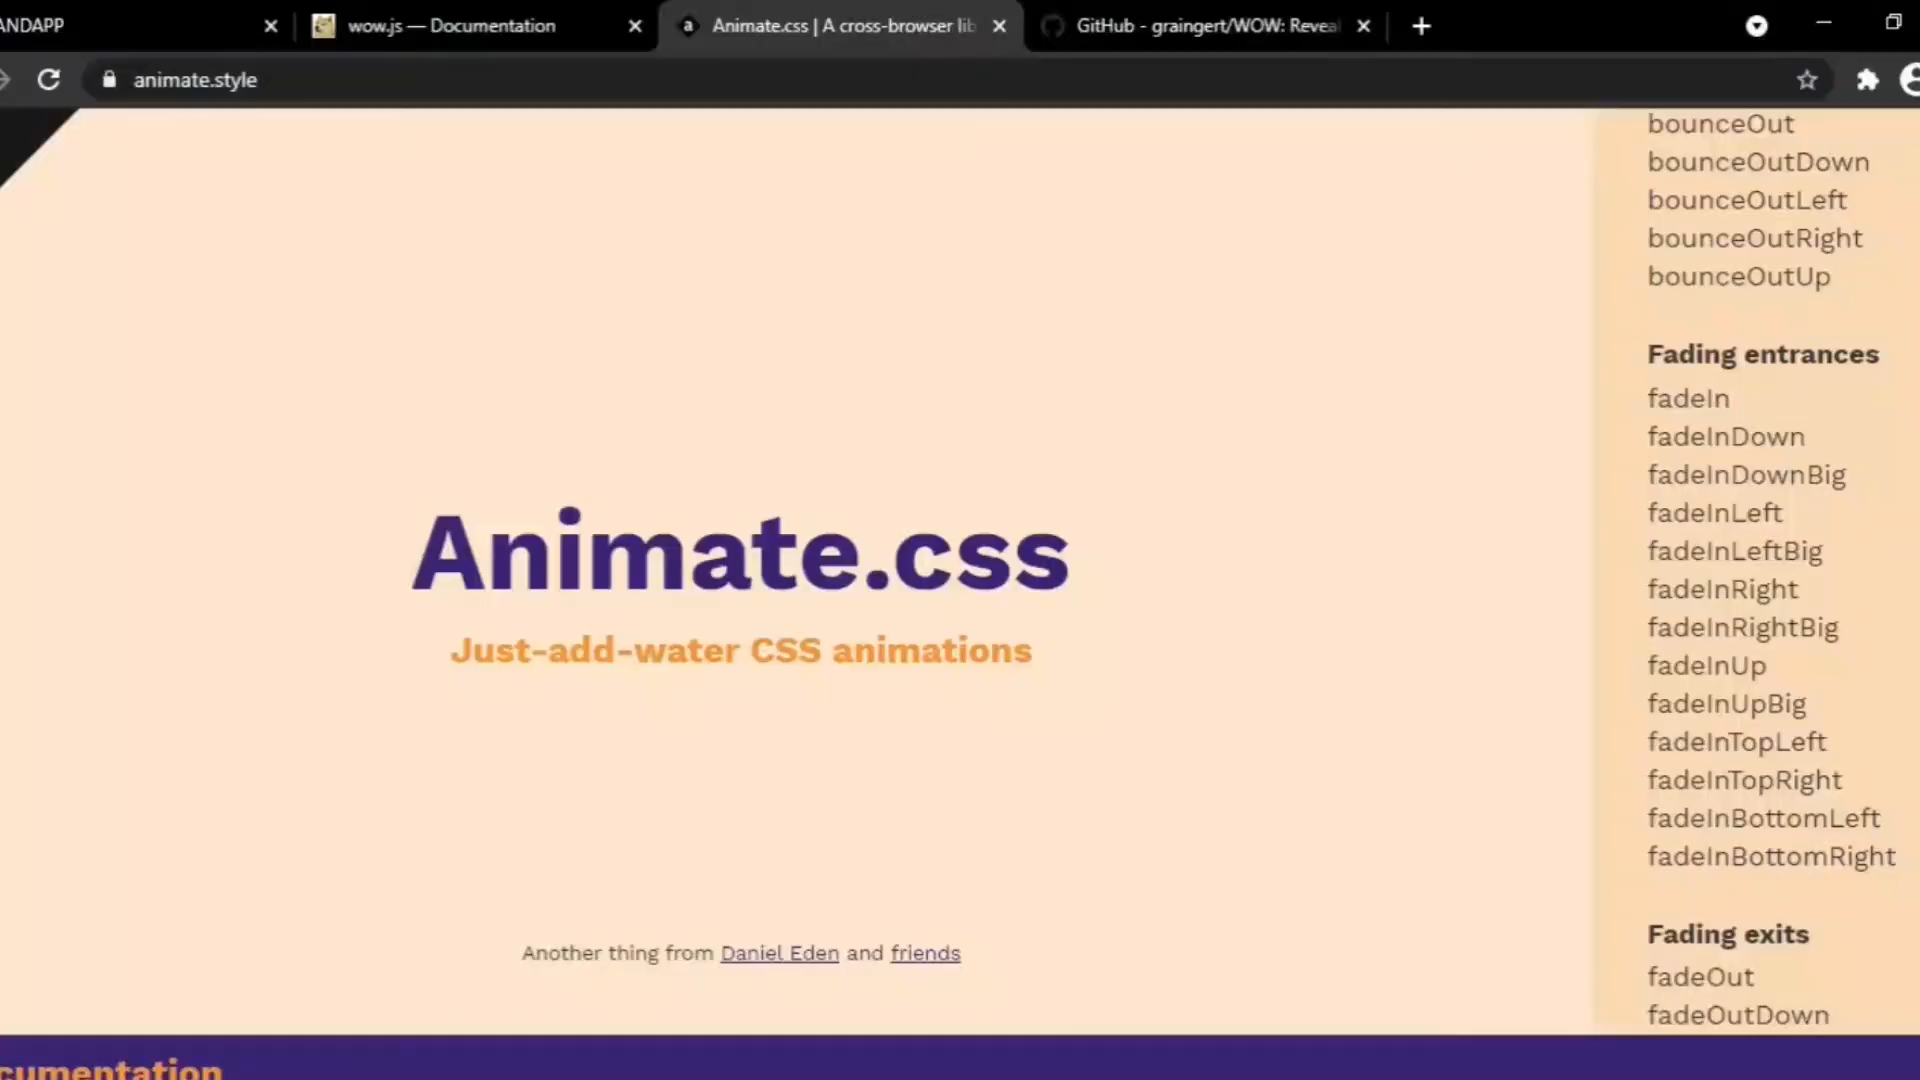 ANDAPP
wow.js — Documentation
Animate.css | A cross-browser lib
GitHub - graingert/WOW: Revea
animate.style
Animate.css
Just-add-water CSS animations
Another thing from Daniel Eden and friends
cumentation
bounceOut
bounceOutDown
bounceOutLeft
bounceOutRight
bounceOutUp
Fading entrances
fadeIn
fadeInDown
fadeInDownBig
fadeInLeft
fadeInLeftBig
fadeInRight
fadeInRightBig
fadeInUp
fadeInUpBig
fadeInTopLeft
fadeInTopRight
fadeInBottomLeft
fadeInBottomRight
Fading exits
fadeOut
fadeOutDown